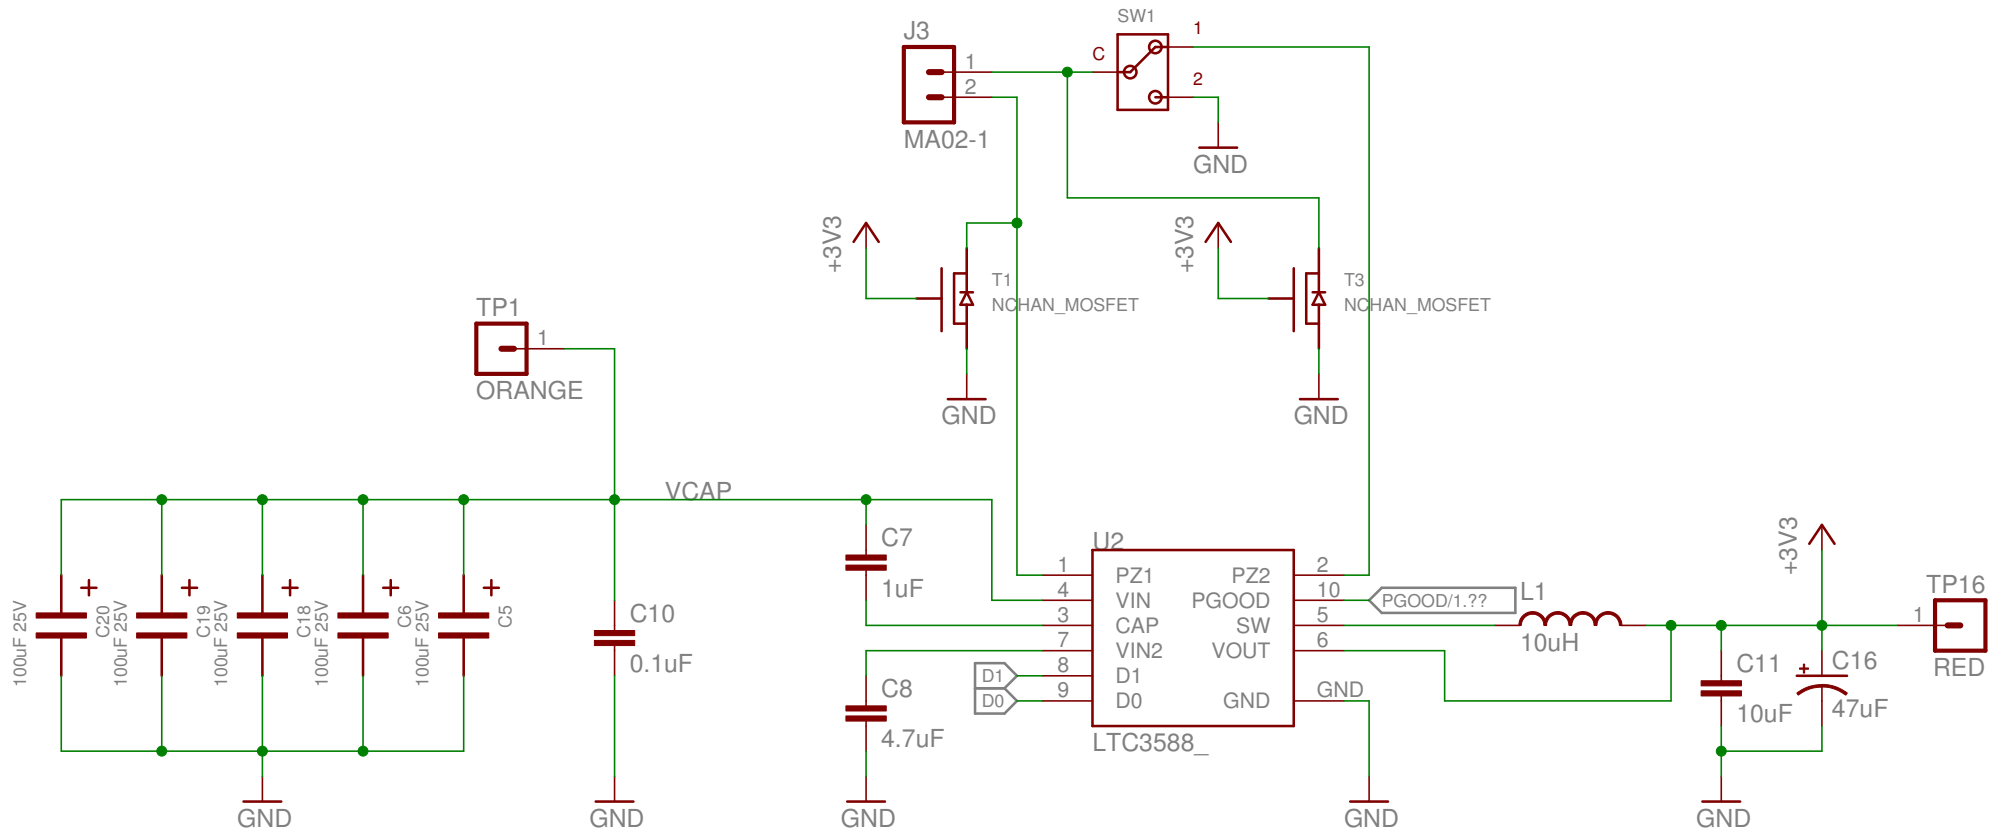 SW1
J3
1
2
MA02-1
C
1
2
GND
+3V3
T1
NCHAN_MOSFET
GND
+3V3
T3
NCHAN_MOSFET
GND
TP1
1
ORANGE
VCAP
100uF 25V
C20
100uF 25V
C19
100uF 25V
C18
100uF 25V
C6
100uF 25V
C5
GND
C10
0.1uF
GND
C7
1uF
C8
4.7uF
GND
D1
D0
U2
1 PZ1 PZ2 2
4 VIN PGOOD 10
3 CAP SW 5
7 VIN2 VOUT 6
8 D1
9 D0 GND GND
LTC3588_
GND
PGOOD/1.??
L1
10uH
+3V3
C11
10uF
C16
47uF
GND
TP16
1
RED